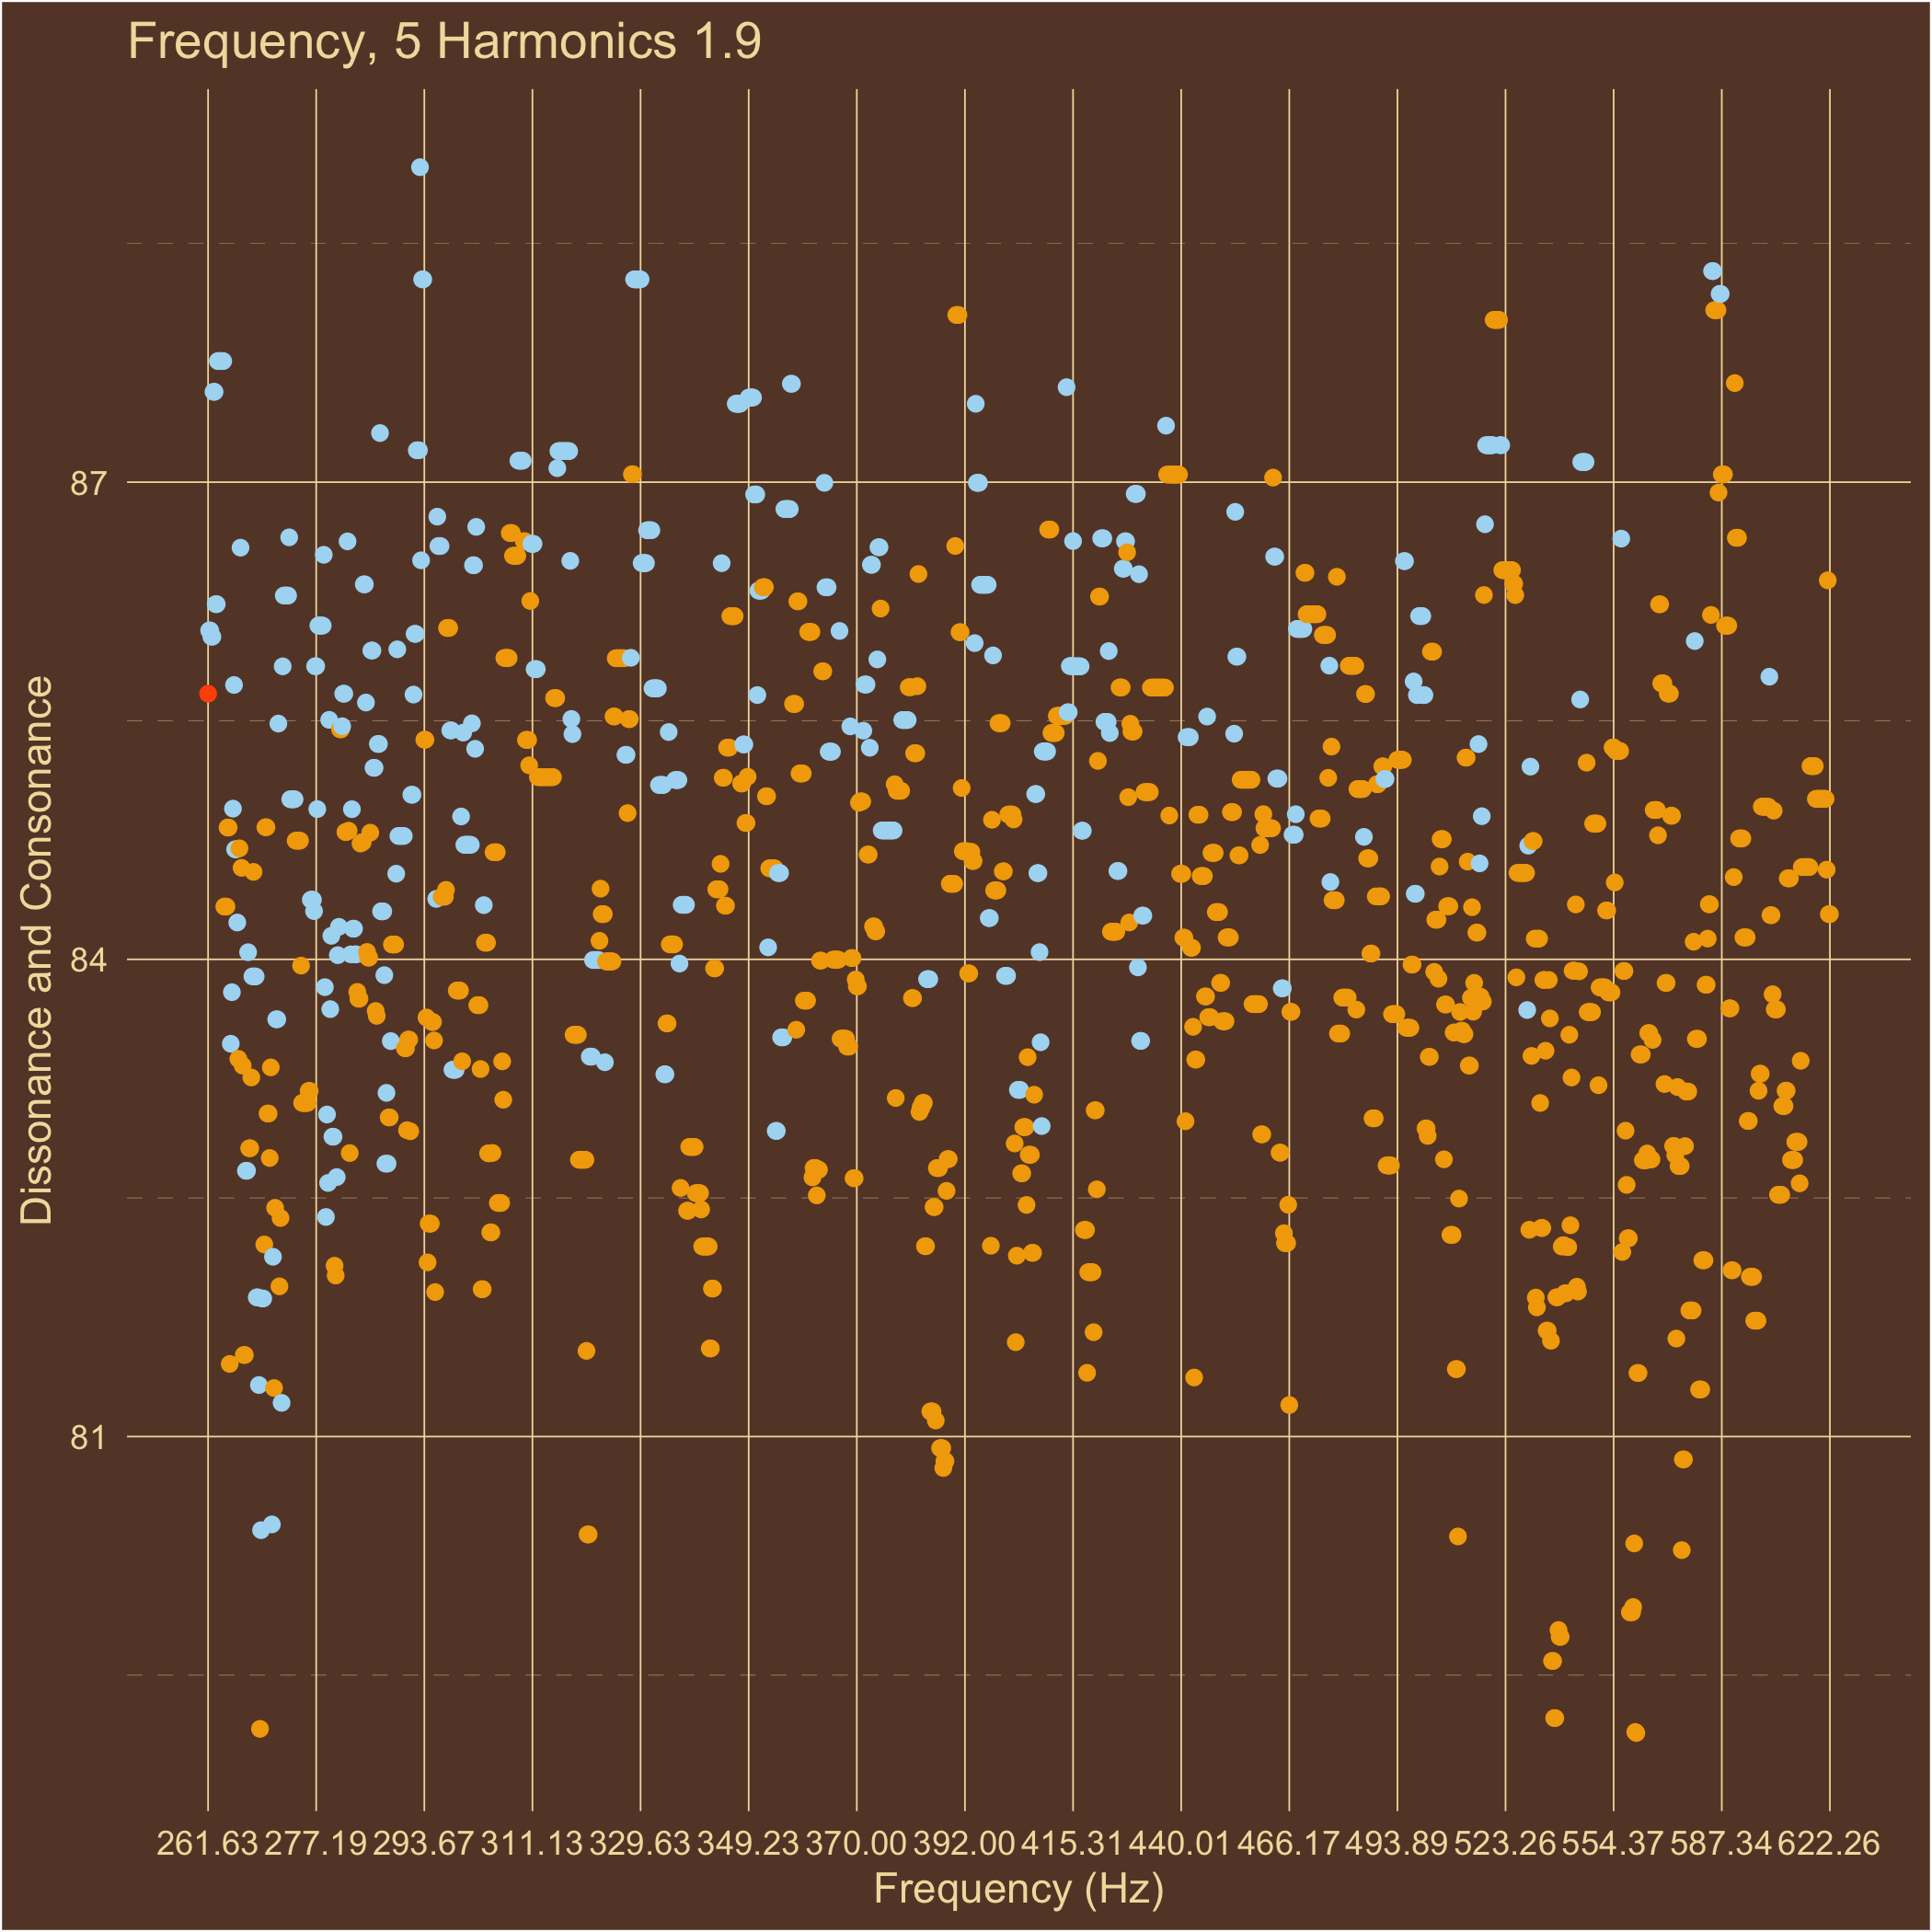 Frequency, 5 Harmonics 1.9
Dissonance and Consonance
87
84
81
261.63 277.19 293.67 311.13 329.63 349.23 370.00 392.00 415.31 440.01 466.17 493.89 523.26 554.37 587.34 622.26
Frequency (Hz)